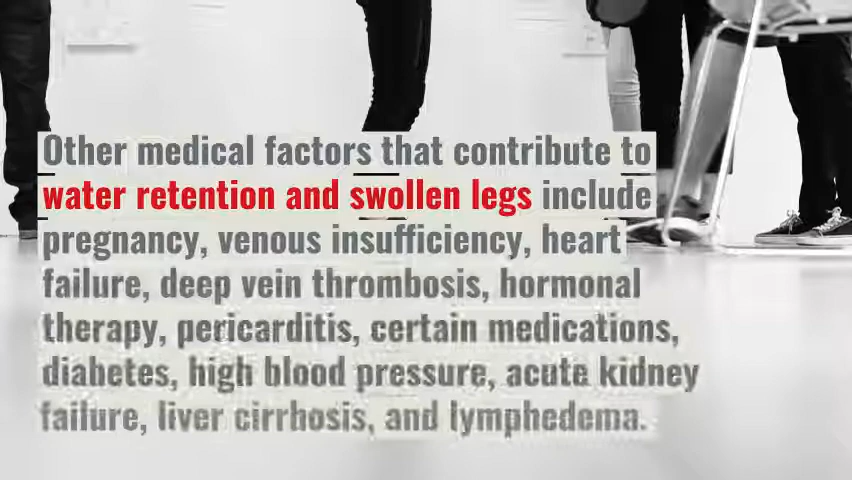 Other medical factors that contribute to
water retention and swollen legs include
pregnancy, venous insufficiency, heart
failure, deep vein thrombosis, hormonal
therapy, pericarditis, certain medications,
diabetes, high blood pressure, acute kidney
failure, liver cirrhosis, and lymphedema.